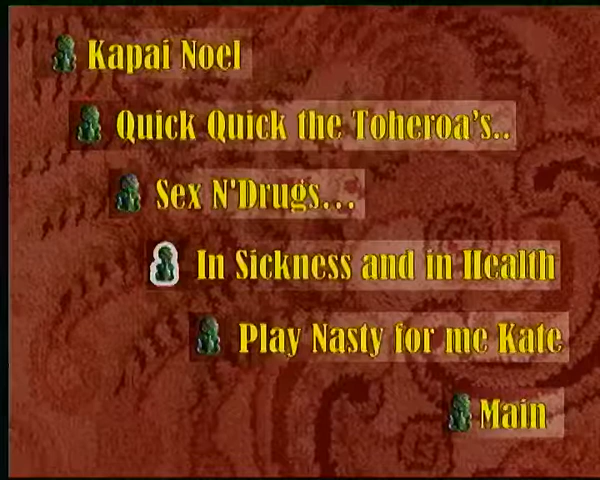 Kapai Noel
Quick Quick the Toheroa's..
Sex N'Drugs...
In Sickness and in Health
Play Nasty for me Kate
Main